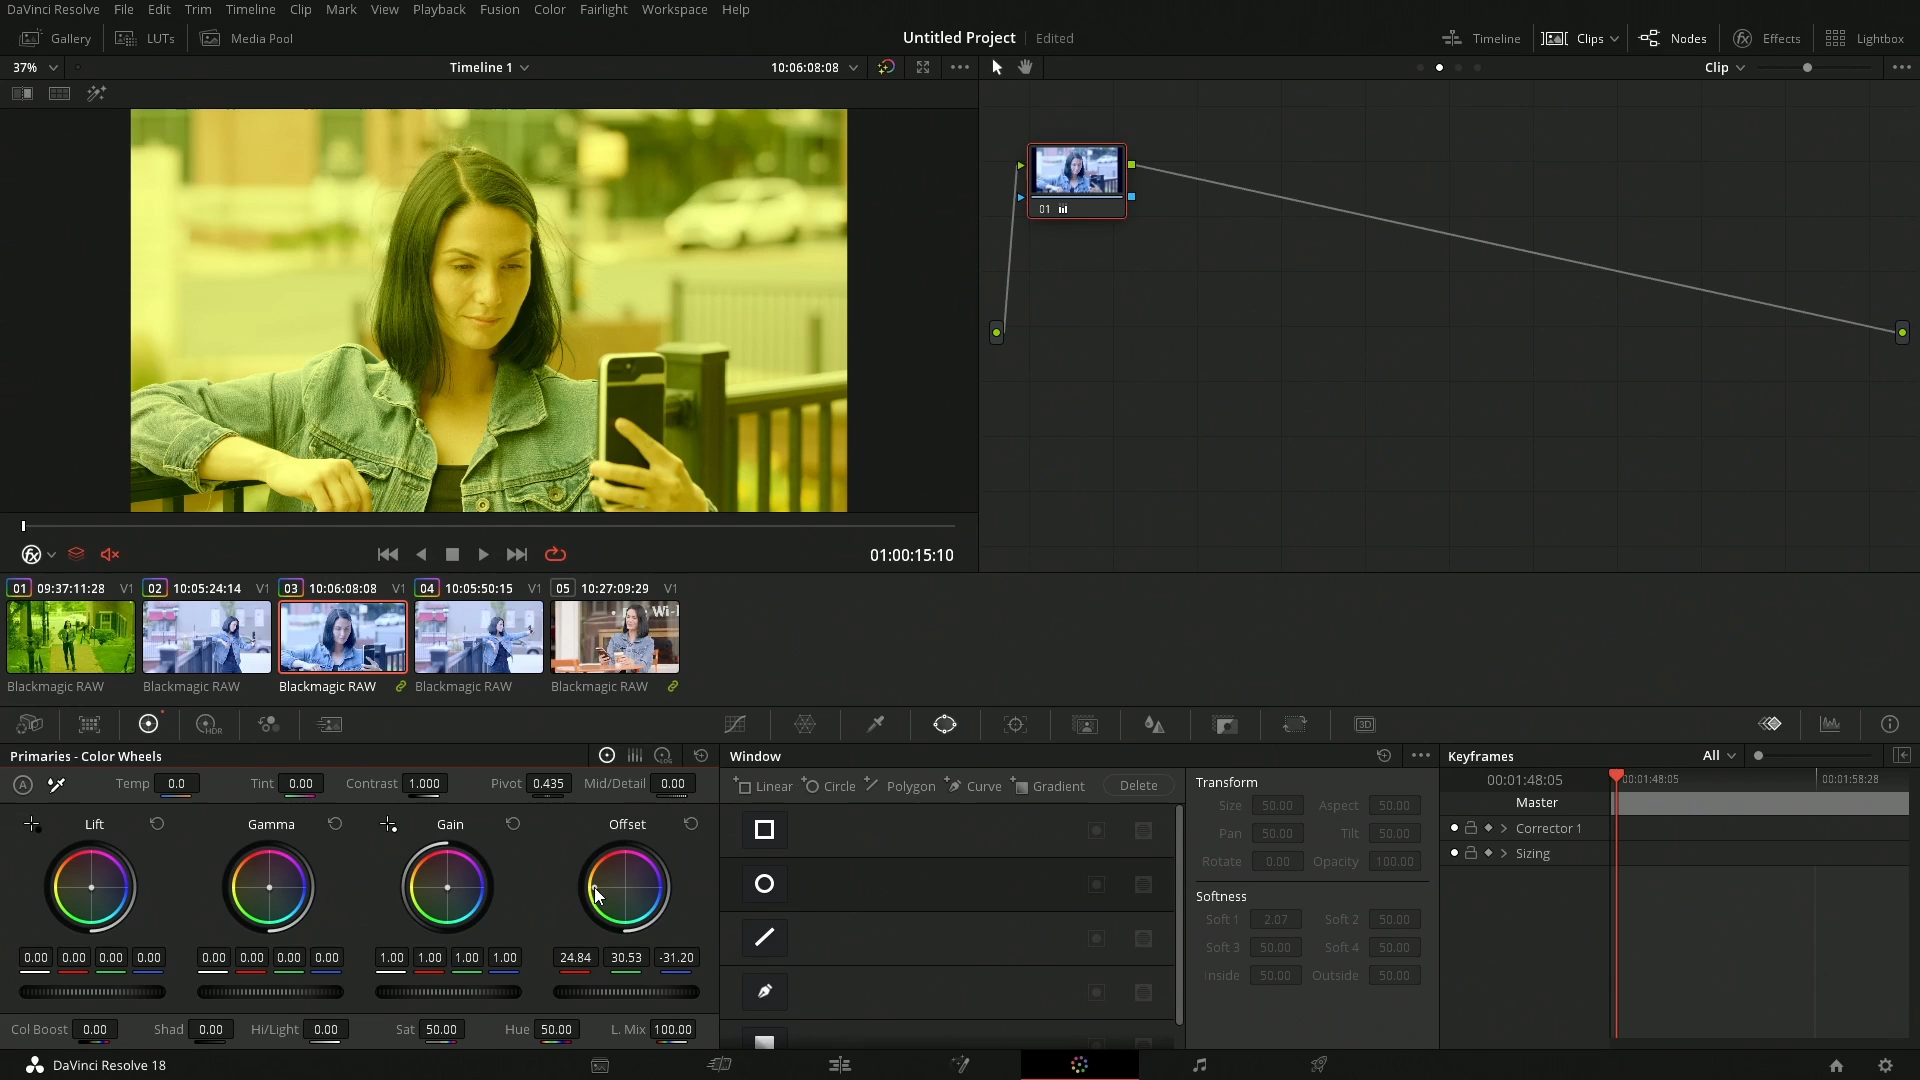 DaVinci Resolve File Edit Trim Timeline Clip Mark View Playback Fusion Color Fairlight Workspace Help
Gallery LUTs Media Pool Untitled Project Edited Timeline Clips Nodes Effects Lightbox
37% Timeline 1 10:06:08:08 Clip
01
01:00:15:10
01 09:37:11:28 V1 02 10:05:24:14 V1 03 10:06:08:08 V1 04 10:05:50:15 V1 05 10:27:09:29 V1
Wi-
Blackmagic RAW Blackmagic RAW Blackmagic RAW Blackmagic RAW Blackmagic RAW
HDR 3D
Primaries - Color Wheels LOG Window Keyframes All
A Temp 0.0 Tint 0.00 Contrast 1.000 Pivot 0.435 Mid/Detail 0.00
Linear Circle Polygon Curve Gradient Delete
Transform
00:01:48:05 00:01:48:05 00:01:58:28
Lift Gamma Gain Offset
Size 50.00 Aspect 50.00
Master
Pan 50.00 Tilt 50.00
Corrector 1
Rotate 0.00 Opacity 100.00
Sizing
Softness
Soft 1 2.07 Soft 2 50.00
Soft 3 50.00 Soft 4 50.00
Inside 50.00 Outside 50.00
0.00 0.00 0.00 0.00 0.00 0.00 0.00 0.00 1.00 1.00 1.00 1.00 24.84 30.53 -31.20
Col Boost 0.00 Shad 0.00 Hi/Light 0.00 Sat 50.00 Hue 50.00 L. Mix 100.00
DaVinci Resolve 18